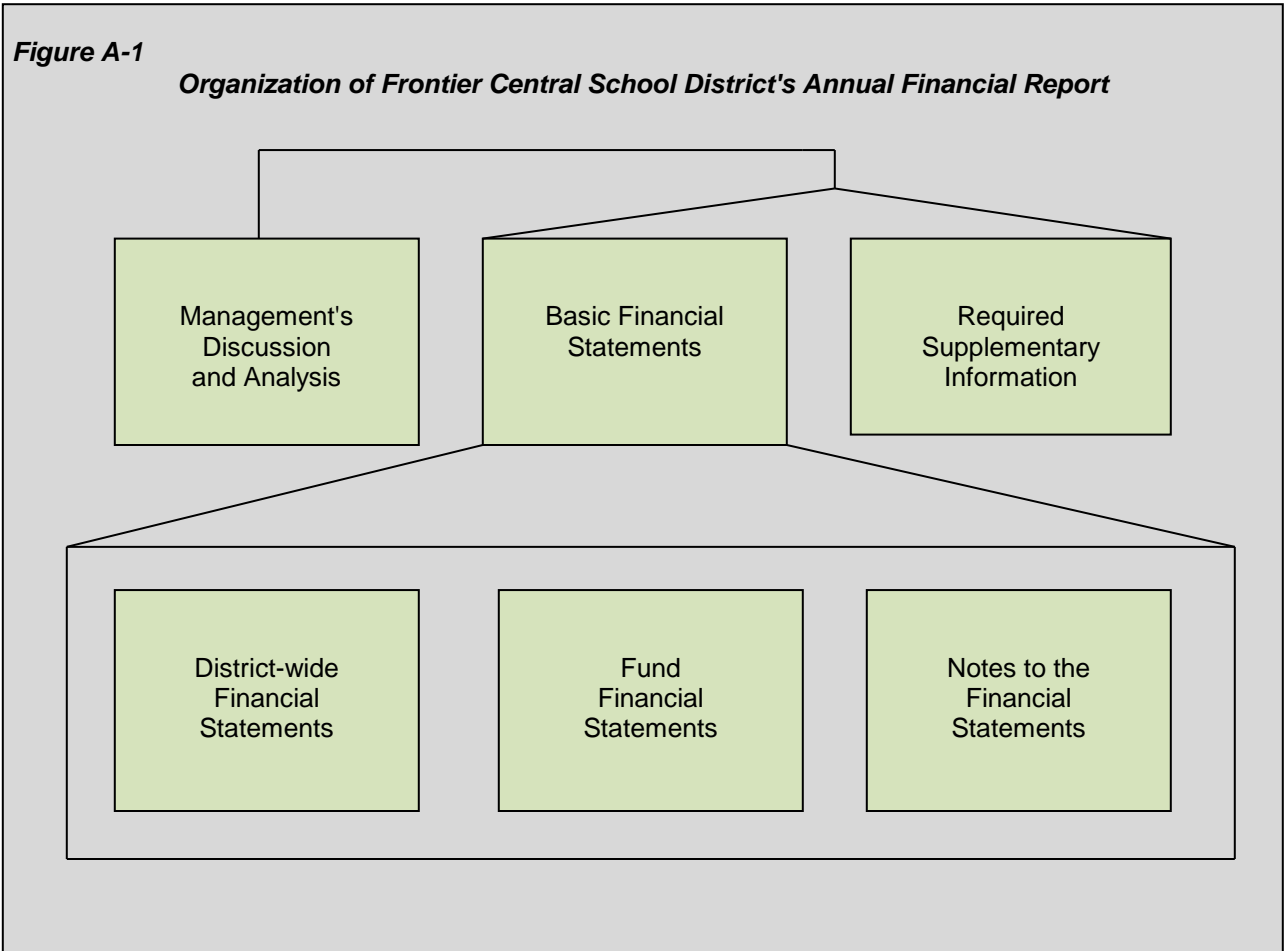 Figure A-1
Organization of Frontier Central School District's Annual Financial Report
Management's
Discussion
and Analysis
Basic Financial
Statements
Required
Supplementary
Information
District-wide
Financial
Statements
Fund
Financial
Statements
Notes to the
Financial
Statements